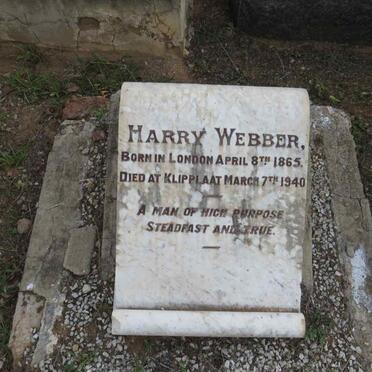 HARRY WEBBER,
BORN IN LONDON APRIL 8TH 1865.
DIED AT KLIPPLAAT MARCH 7TH 1940
A MAN OF HIGH PURPOSE
STEADFAST AND TRUE.